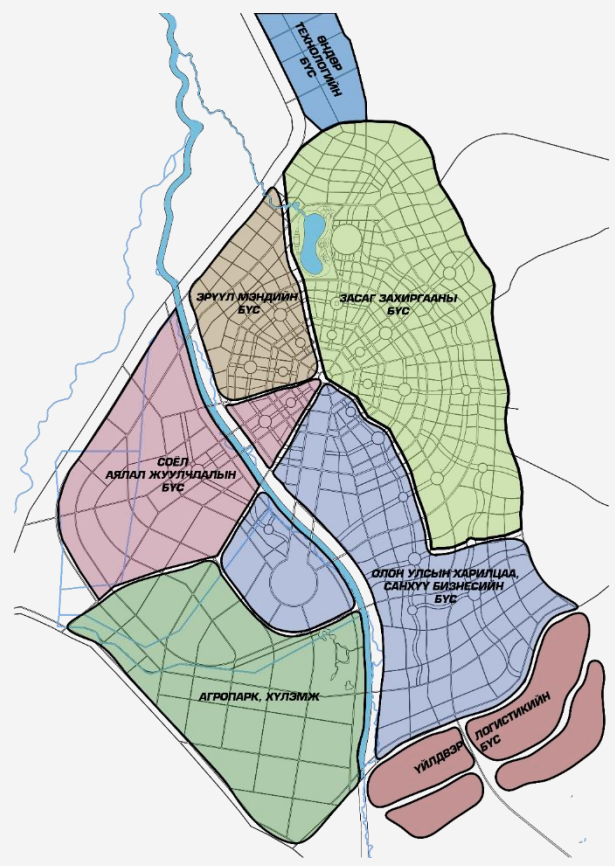 ӨНДӨР
ТЕХНОЛОГИЙН
БҮС
ЭРҮҮЛ МЭНДИЙН
БҮС
ЗАСАГ ЗАХИРГААНЫ
БҮС
СОЁЛ
АЯЛАЛ ЖУУЛЧЛАЛЫН
БҮС
ОЛОН УЛСЫН ХАРИЛЦАА,
САНХҮҮ БИЗНЕСИЙН
БҮС
АГРОПАРК, ХҮЛЭМЖ
ҮЙЛДВЭР ЛОГИСТИКИЙН
БҮС